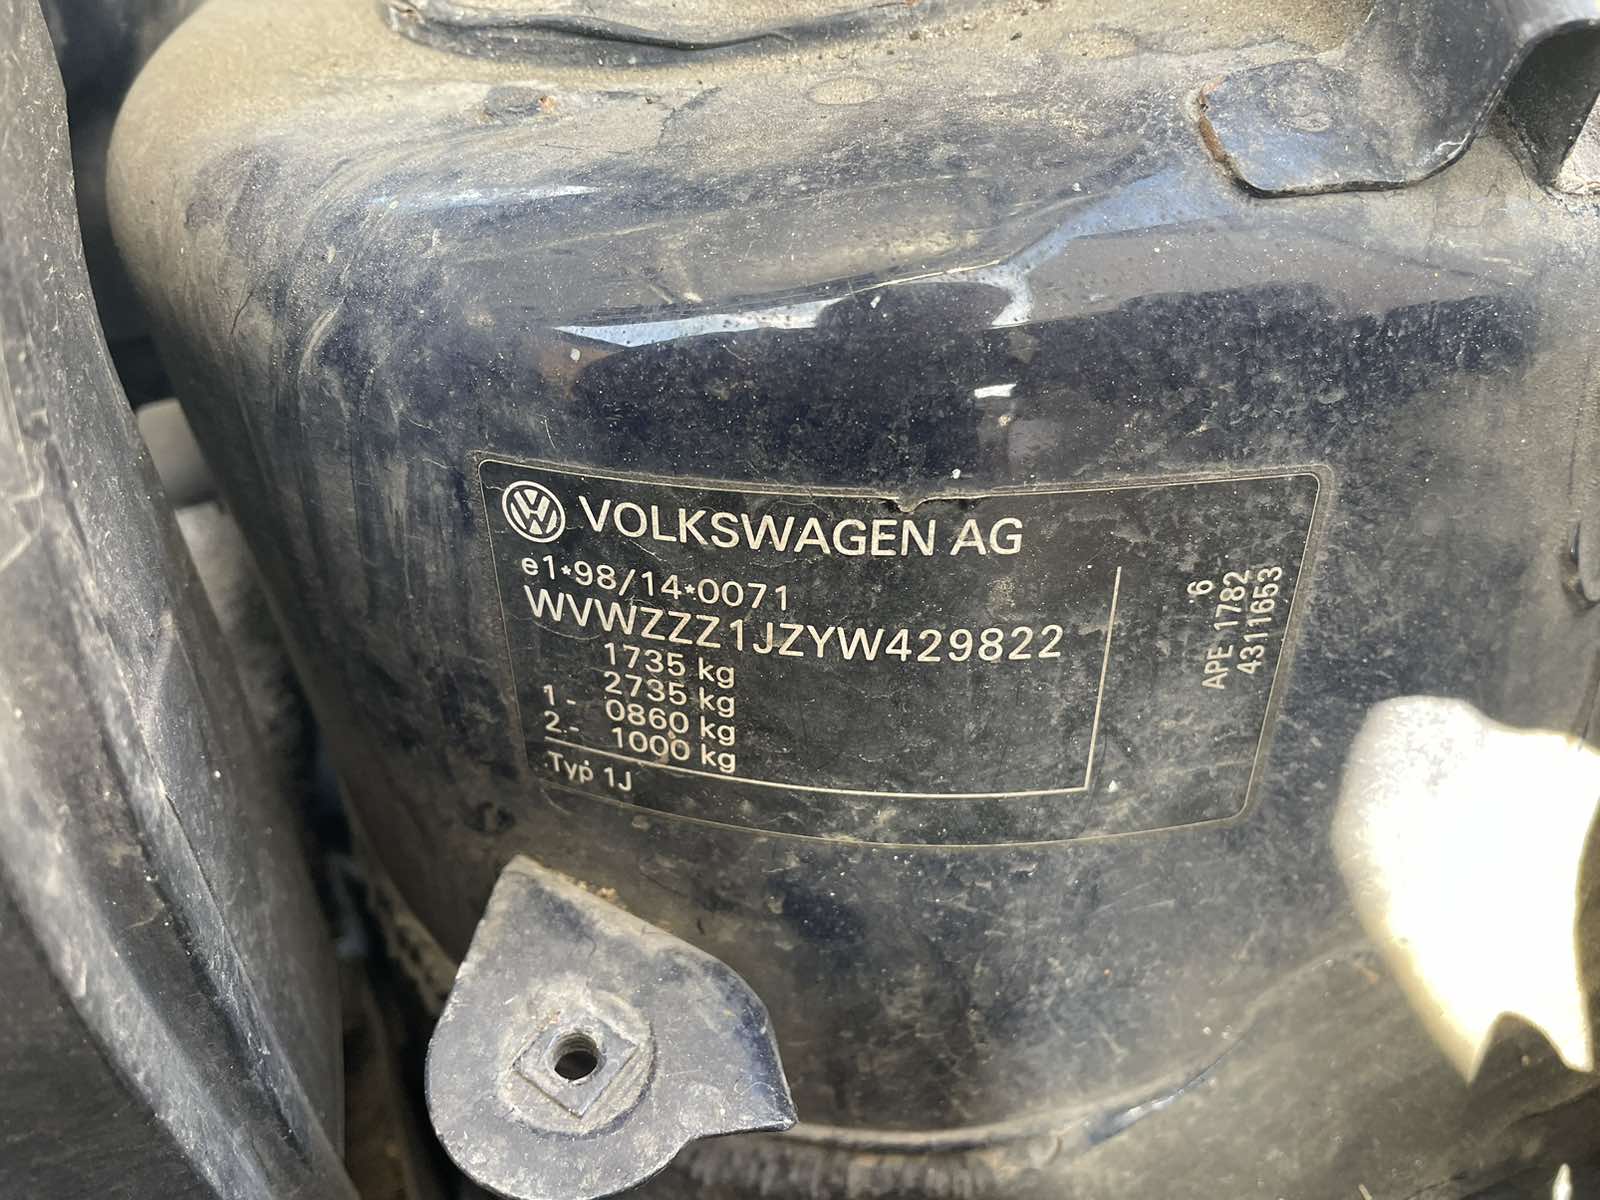 VOLKSWAGEN AG
e1*98/14*0071
WVWZZZ1JZYW429822
1735 kg
2735 kg
1 - 0860 kg
2 - 1000 kg
Typ 1J
6
APE 1782
4311653